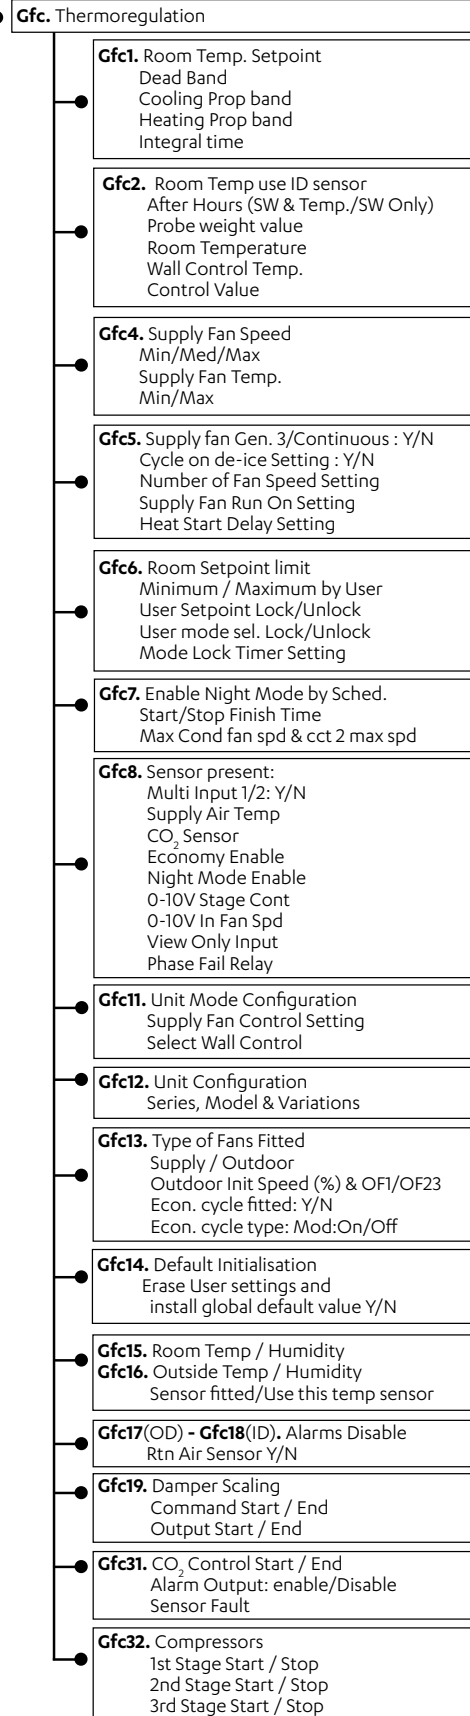 Gfc. Thermoregulation
Gfc1. Room Temp. Setpoint
Dead Band
Cooling Prop band
Heating Prop band
Integral time
Gfc2. Room Temp use ID sensor
After Hours (SW & Temp./SW Only)
Probe weight value
Room Temperature
Wall Control Temp.
Control Value
Gfc4. Supply Fan Speed
Min/Med/Max
Supply Fan Temp.
Min/Max
Gfc5. Supply fan Gen. 3/Continuous : Y/N
Cycle on de-ice Setting : Y/N
Number of Fan Speed Setting
Supply Fan Run On Setting
Heat Start Delay Setting
Gfc6. Room Setpoint limit
Minimum / Maximum by User
User Setpoint Lock/Unlock
User mode sel. Lock/Unlock
Mode Lock Timer Setting
Gfc7. Enable Night Mode by Sched.
Start/Stop Finish Time
Max Cond fan spd & cct 2 max spd
Gfc8. Sensor present:
Multi Input 1/2: Y/N
Supply Air Temp
CO2 Sensor
Economy Enable
Night Mode Enable
0-10V Stage Cont
0-10V In Fan Spd
View Only Input
Phase Fail Relay
Gfc11. Unit Mode Configuration
Supply Fan Control Setting
Select Wall Control
Gfc12. Unit Configuration
Series, Model & Variations
Gfc13. Type of Fans Fitted
Supply / Outdoor
Outdoor Init Speed (%) & OF1/OF23
Econ. cycle fitted: Y/N
Econ. cycle type: Mod:On/Off
Gfc14. Default Initialisation
Erase User settings and
install global default value Y/N
Gfc15. Room Temp / Humidity
Gfc16. Outside Temp / Humidity
Sensor fitted/Use this temp sensor
Gfc17(OD) - Gfc18(ID). Alarms Disable
Rtn Air Sensor Y/N
Gfc19. Damper Scaling
Command Start / End
Output Start / End
Gfc31. CO2 Control Start / End
Alarm Output: enable/Disable
Sensor Fault
Gfc32. Compressors
1st Stage Start / Stop
2nd Stage Start / Stop
3rd Stage Start / Stop